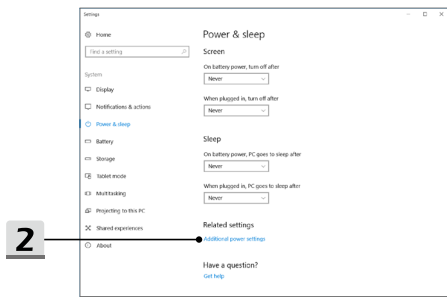 Settings
Home
Find a setting
System
Display
Notifications & actions
Power & sleep
Battery
Storage
Tablet mode
Multitasking
Projecting to this PC
Shared experiences
About
Power & sleep
Screen
On battery power, turn off after
Never
When plugged in, turn off after
Never
Sleep
On battery power, PC goes to sleep after
Never
When plugged in, PC goes to sleep after
Never
Related settings
Additional power settings
Have a question?
Get help
2